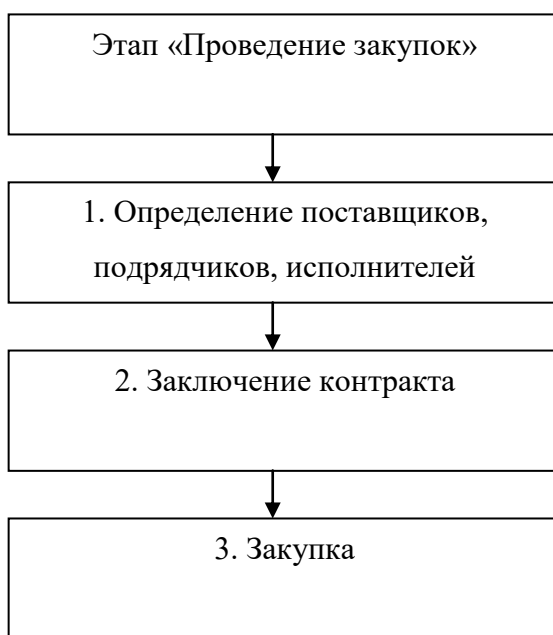 Этап «Проведение закупок»
1. Определение поставщиков,
подрядчиков, исполнителей
2. Заключение контракта
3. Закупка